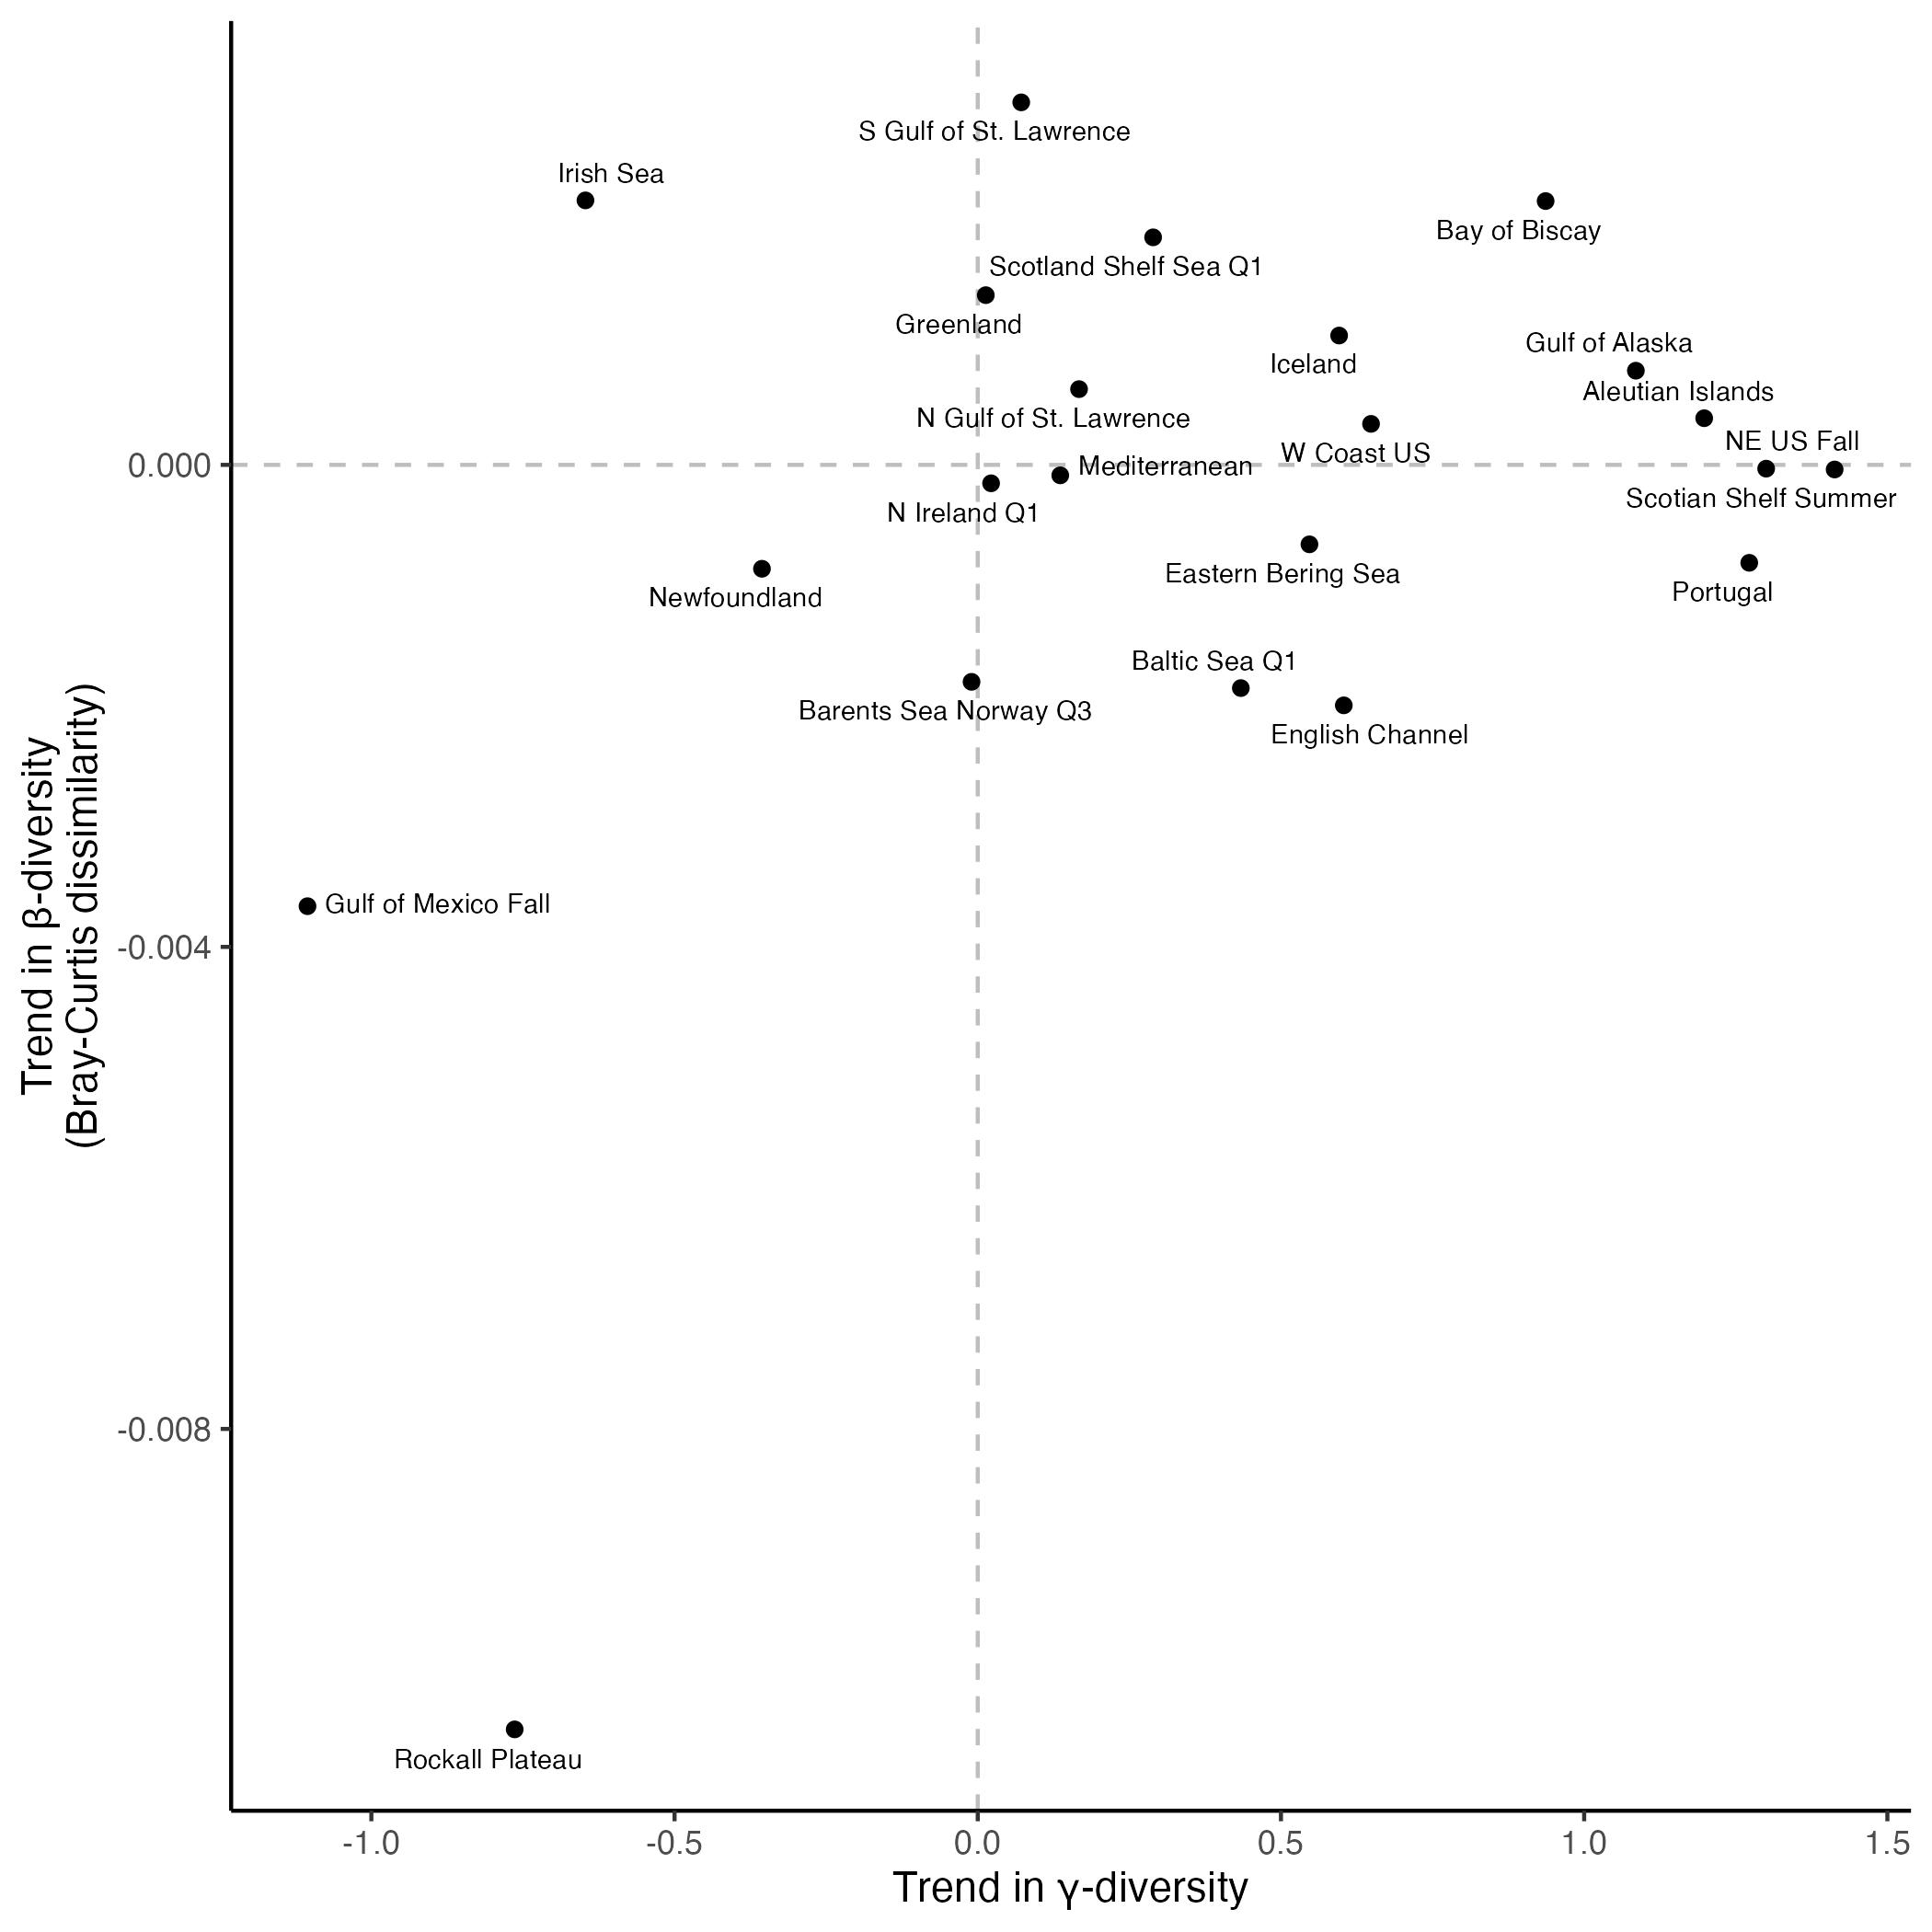 S Gulf of St. Lawrence
Irish Sea
Bay of Biscay
Scotland Shelf Sea Q1
Greenland
Gulf of Alaska
Iceland
Aleutian Islands
N Gulf of St. Lawrence
NE US Fall
W Coast US
0.000
Mediterranean
Scotian Shelf Summer
N Ireland Q1
Eastern Bering Sea
Portugal
Newfoundland
Baltic Sea Q1
Barents Sea Norway Q3
English Channel
Gulf of Mexico Fall
-0.004
Trend in β-diversity
(Bray-Curtis dissimilarity)
-0.008
Rockall Plateau
-1.0 -0.5 0.0 0.5 1.0 1.5
Trend in γ-diversity